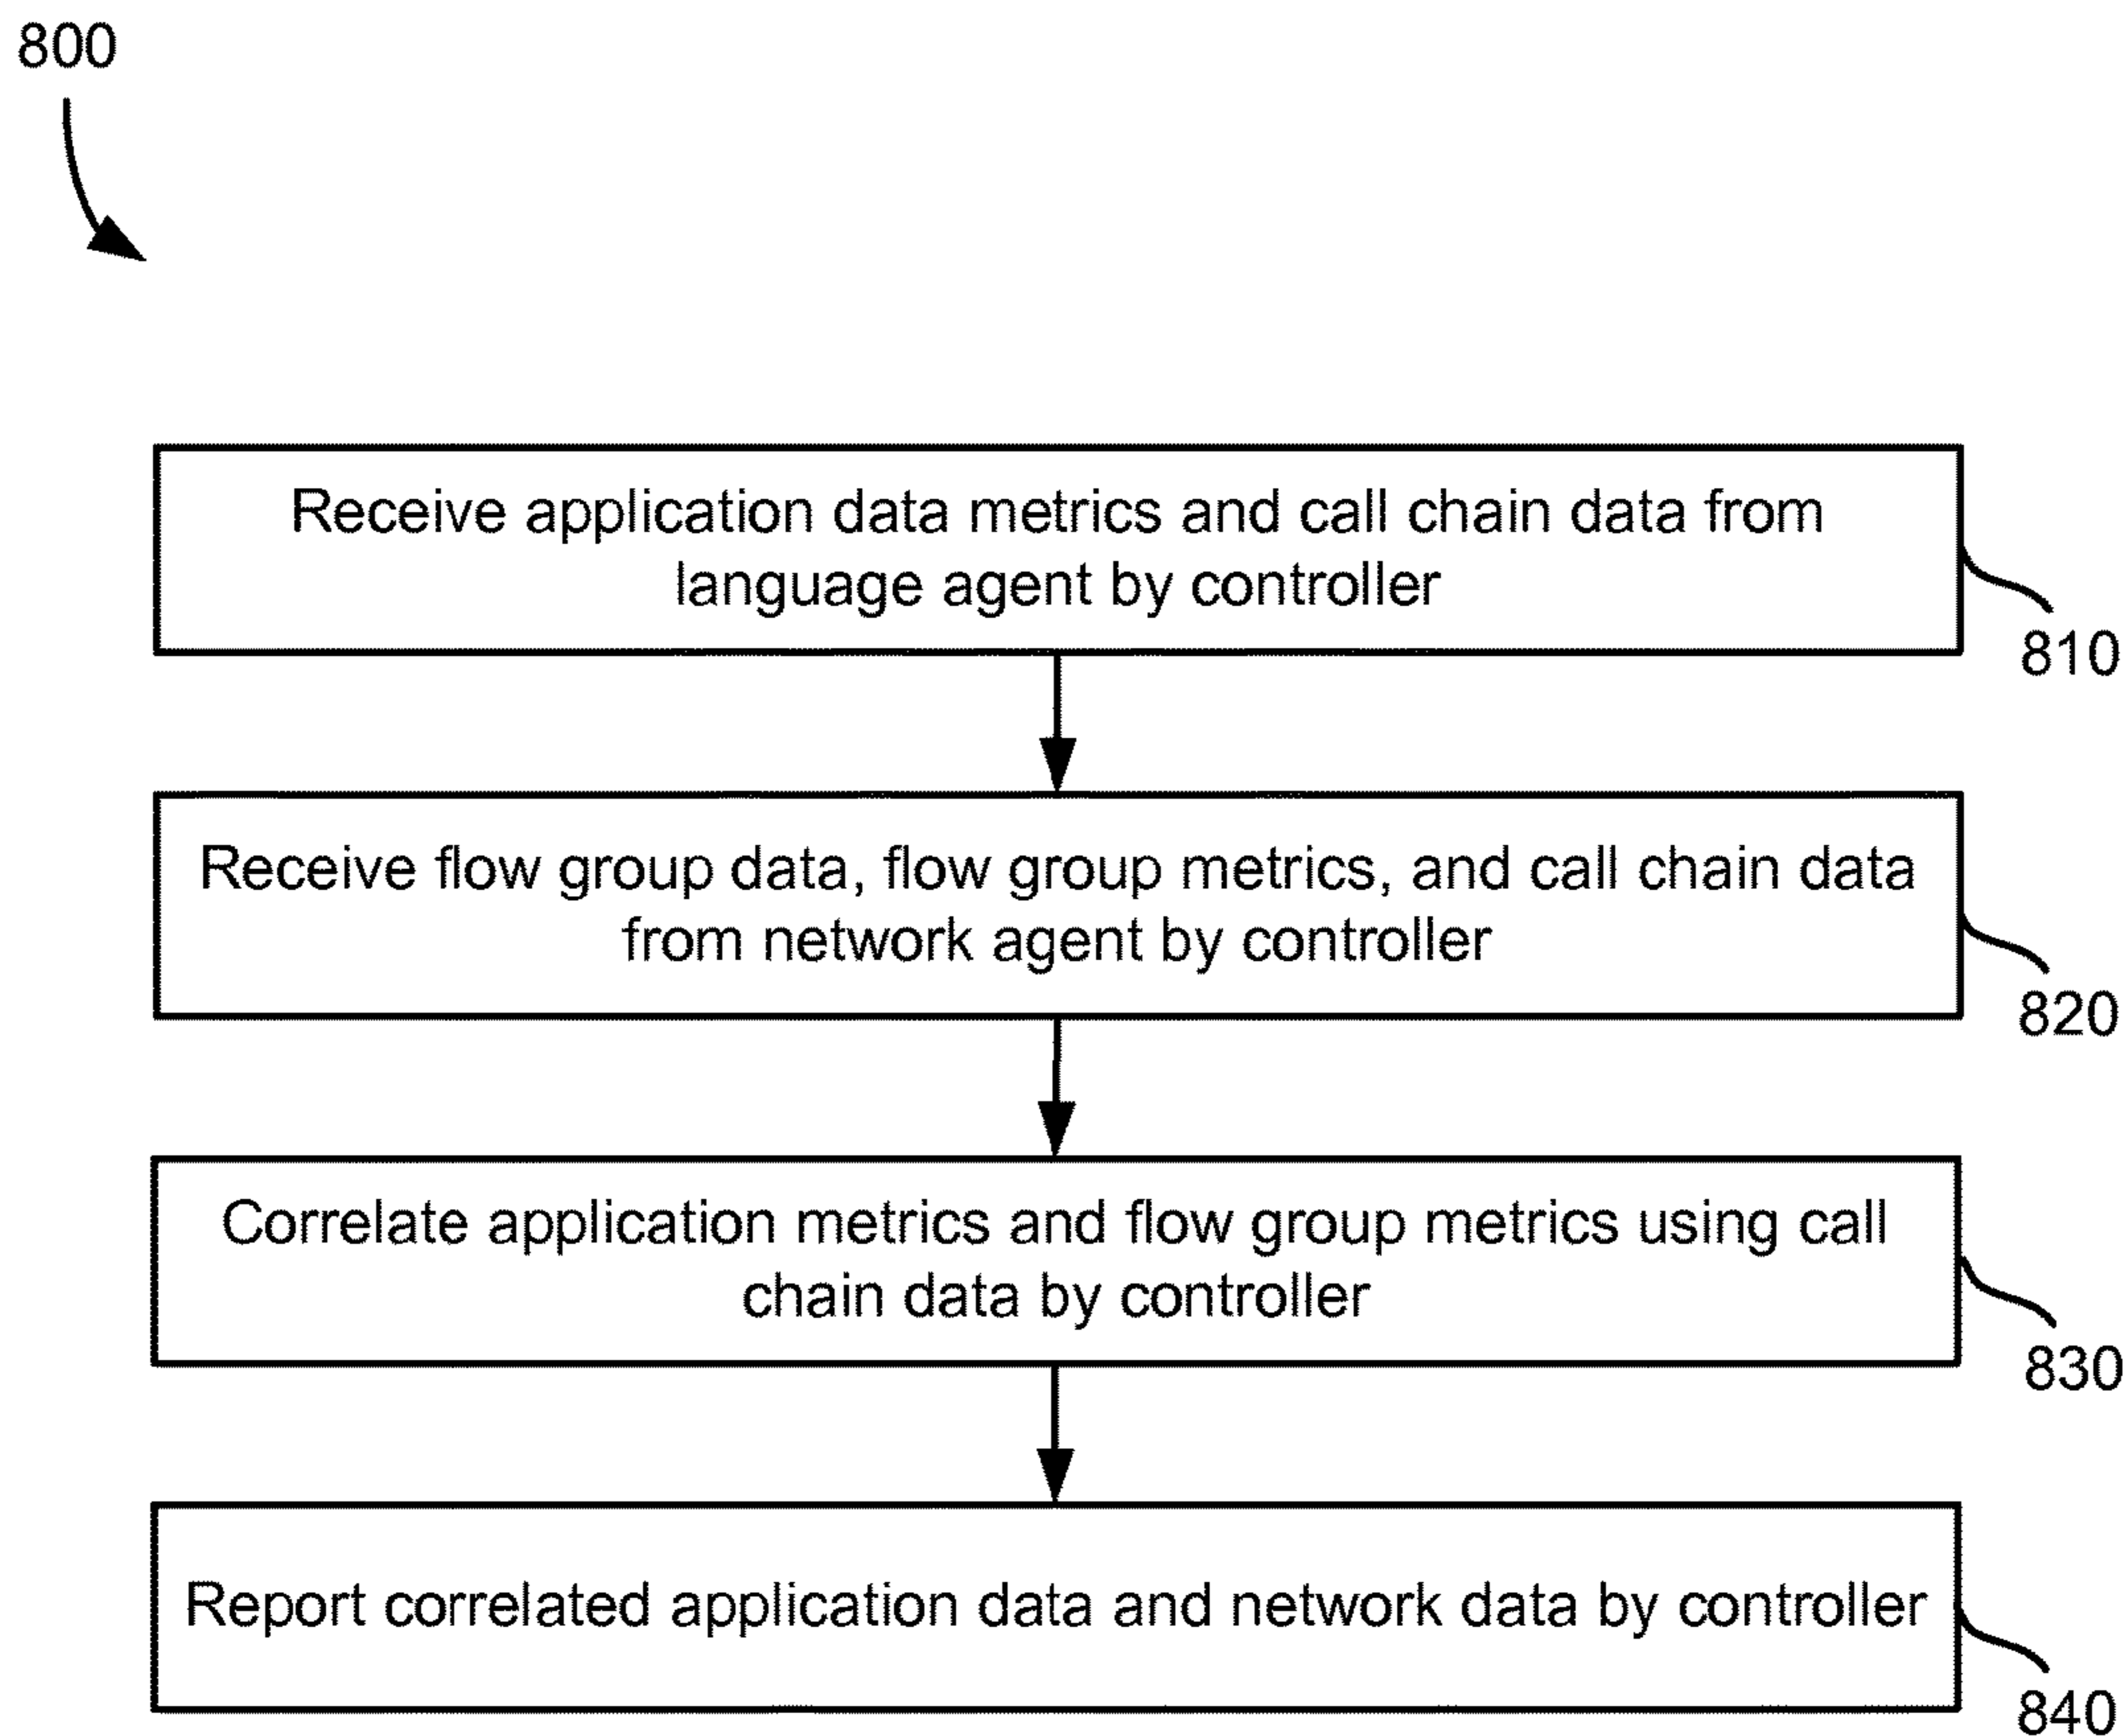 800
Receive application data metrics and call chain data from
language agent by controller
810
Receive flow group data, flow group metrics, and call chain data
from network agent by controller
820
Correlate application metrics and flow group metrics using call
chain data by controller
830
Report correlated application data and network data by controller
840